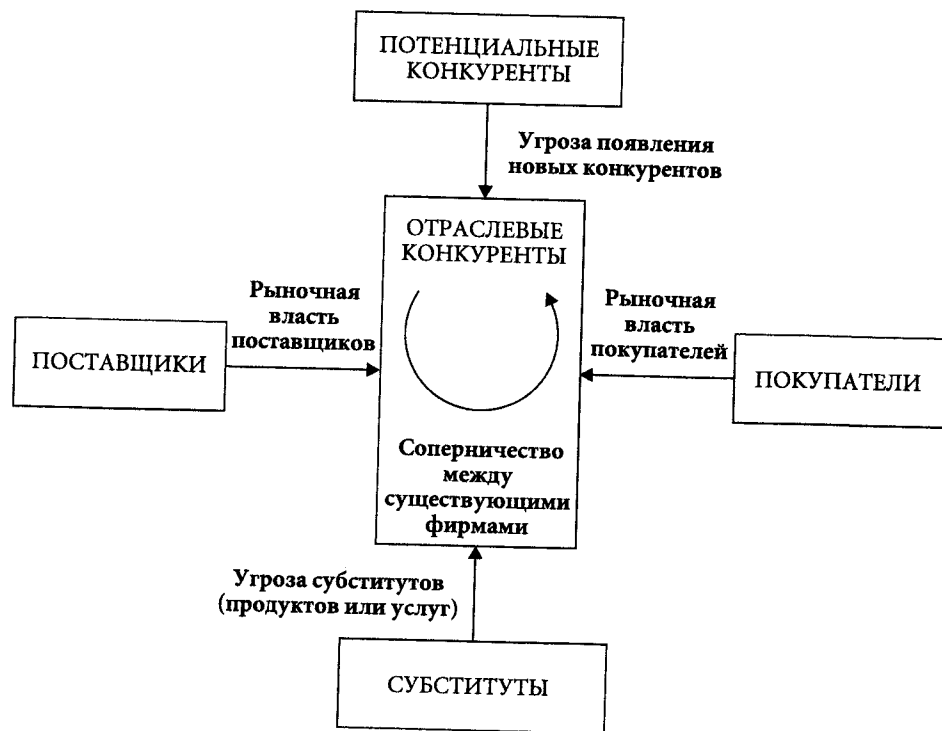 ПОТЕНЦИАЛЬНЫЕ
КОНКУРЕНТЫ
Угроза появления
новых конкурентов
ОТРАСЛЕВЫЕ
КОНКУРЕНТЫ
Рыночная
власть
поставщиков
ПОСТАВЩИКИ
Рыночная
власть
покупателей
ПОКУПАТЕЛИ
Соперничество
между
существующими
фирмами
Угроза субститутов
(продуктов или услуг)
СУБСТИТУТЫ